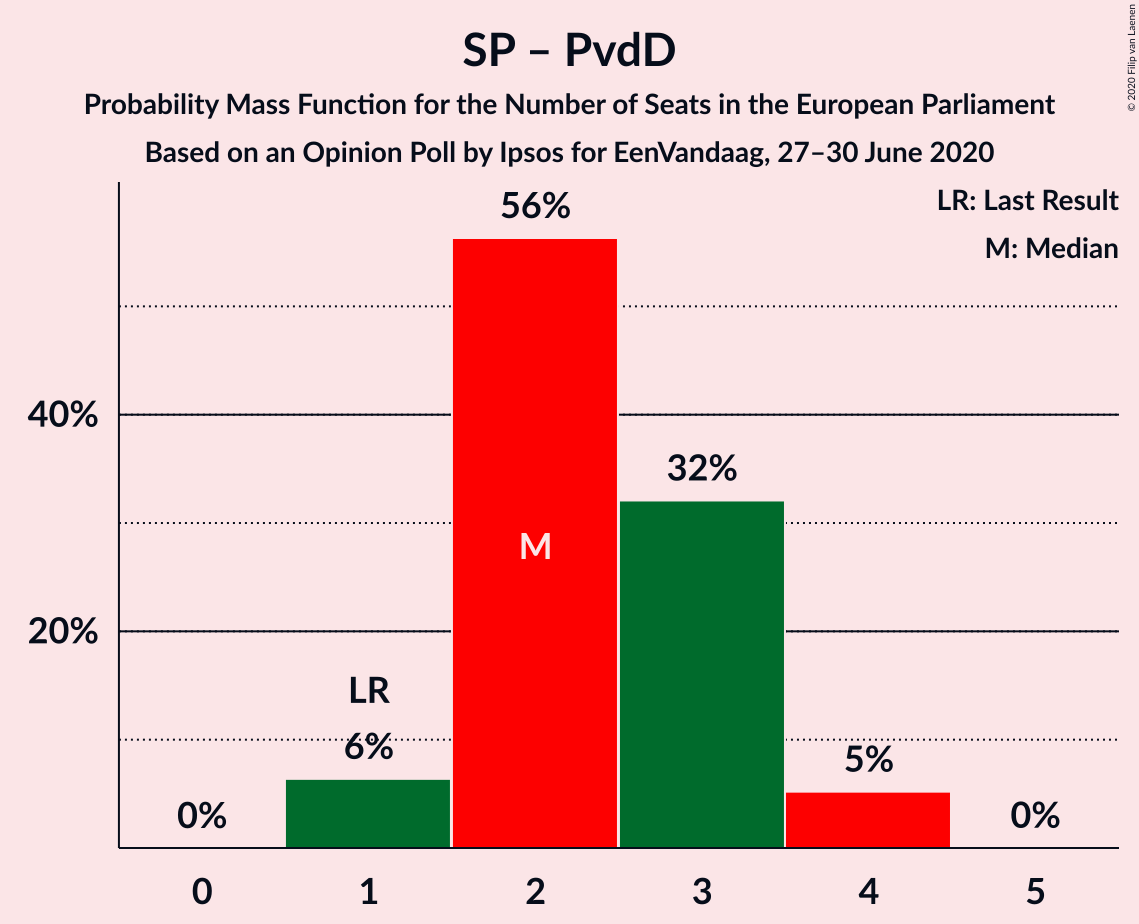 SP – PvdD
Probability Mass Function for the Number of Seats in the European Parliament
Based on an Opinion Poll by Ipsos for EenVandaag, 27–30 June 2020
© 2020 Filip van Laenen
LR: Last Result
M: Median
56%
40%
32%
M
20%
LR
6%
5%
0%
0%
0 1 2 3 4 5